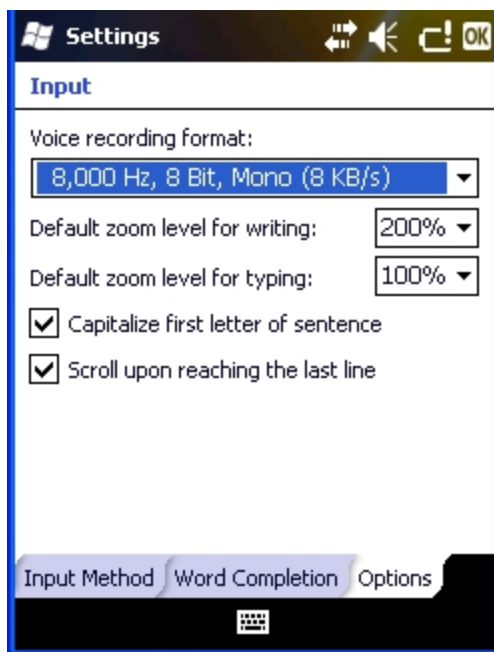 Settings
OK
Input
Voice recording format:
8,000 Hz, 8 Bit, Mono (8 KB/s)
Default zoom level for writing: 200%
Default zoom level for typing: 100%
Capitalize first letter of sentence
Scroll upon reaching the last line
Input Method Word Completion Options